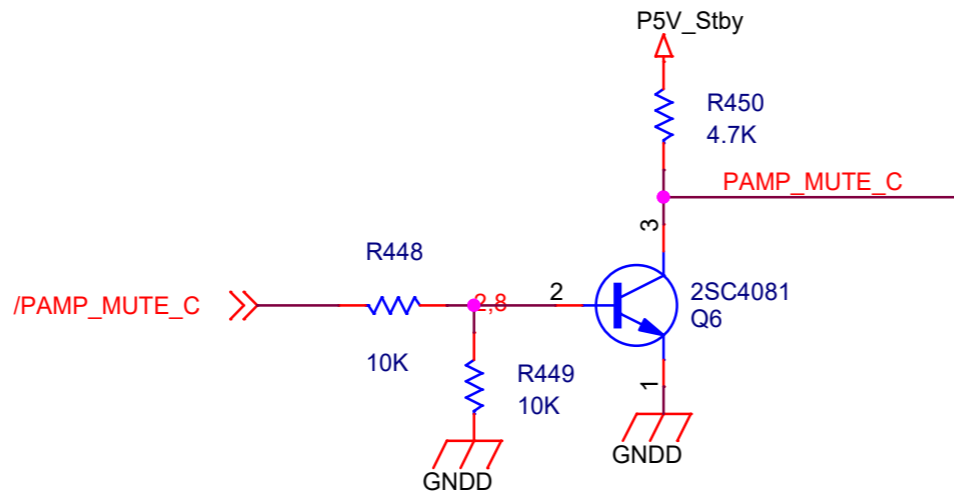 P5V_Stby
R450
4.7K
PAMP_MUTE_C
3
R448
/PAMP_MUTE_C
2,8
2
2SC4081
Q6
10K
R449
10K
1
GNDD
GNDD